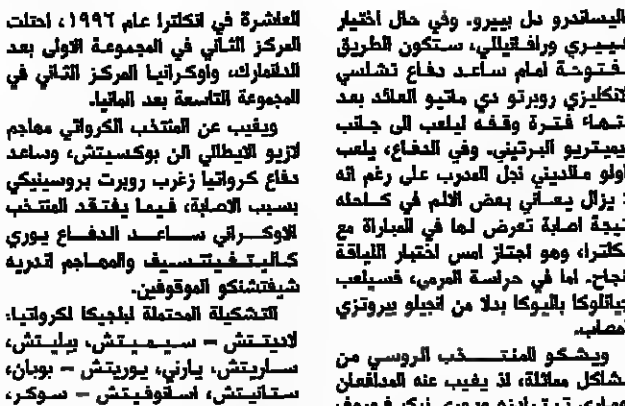 اليساندرو دل بييرو. وفي حال اختيار
فييري ورافانيللي، ستكون الطريق
مفتوحة امام ساعد دفاع تشلسي
الانكليزي روبرتو دي ماتيو العائد بعد
انتهاء فترة وقفه ليلعب الى جانب
ديميتريو البرتيني. وفي الدفاع، يلعب
باولو مالديني نجل المدرب على رغم انه
لا يزال يعاني بعض الالم في كاحله
نتيجة اصابة تعرض لها في المباراة مع
انكلترا، وهو اجتاز امس اختبار اللياقة
بنجاح. اما في حراسة المرمى، فسيلعب
جيانلوكا باليوكا بدلا من انجيلو بيروتزي
المصاب.
ويشكو المنتخب الروسي من
مشاكل مماثلة، اذ يغيب عنه المدافعان
العاشرة في انكلترا عام ١٩٩٦، احتلت
المركز الثاني في المجموعة الاولى بعد
الدانمارك، واوكرانيا المركز الثاني في
المجموعة التاسعة بعد المانيا.
ويغيب عن المنتخب الكرواتي مهاجم
لازيو الايطالي الن بوكسيتش، وساعد
دفاع كرواتيا زغرب روبرت بروسينيكي
بسبب الاصابة، فيما يفتقد المنتخب
الاوكراني ساعد الدفاع يوري
كاليتفينتسيف والمهاجم اندريه
شيفتشنكو الموقوفين.
التشكيلة المحتملة لبلجيكا لكرواتيا:
لاديتش – سيميتش، بيليتش،
ساريتش، يارني، يوريتش – بوبان،
ستانيتش، اسانوفيتش – سوكر،